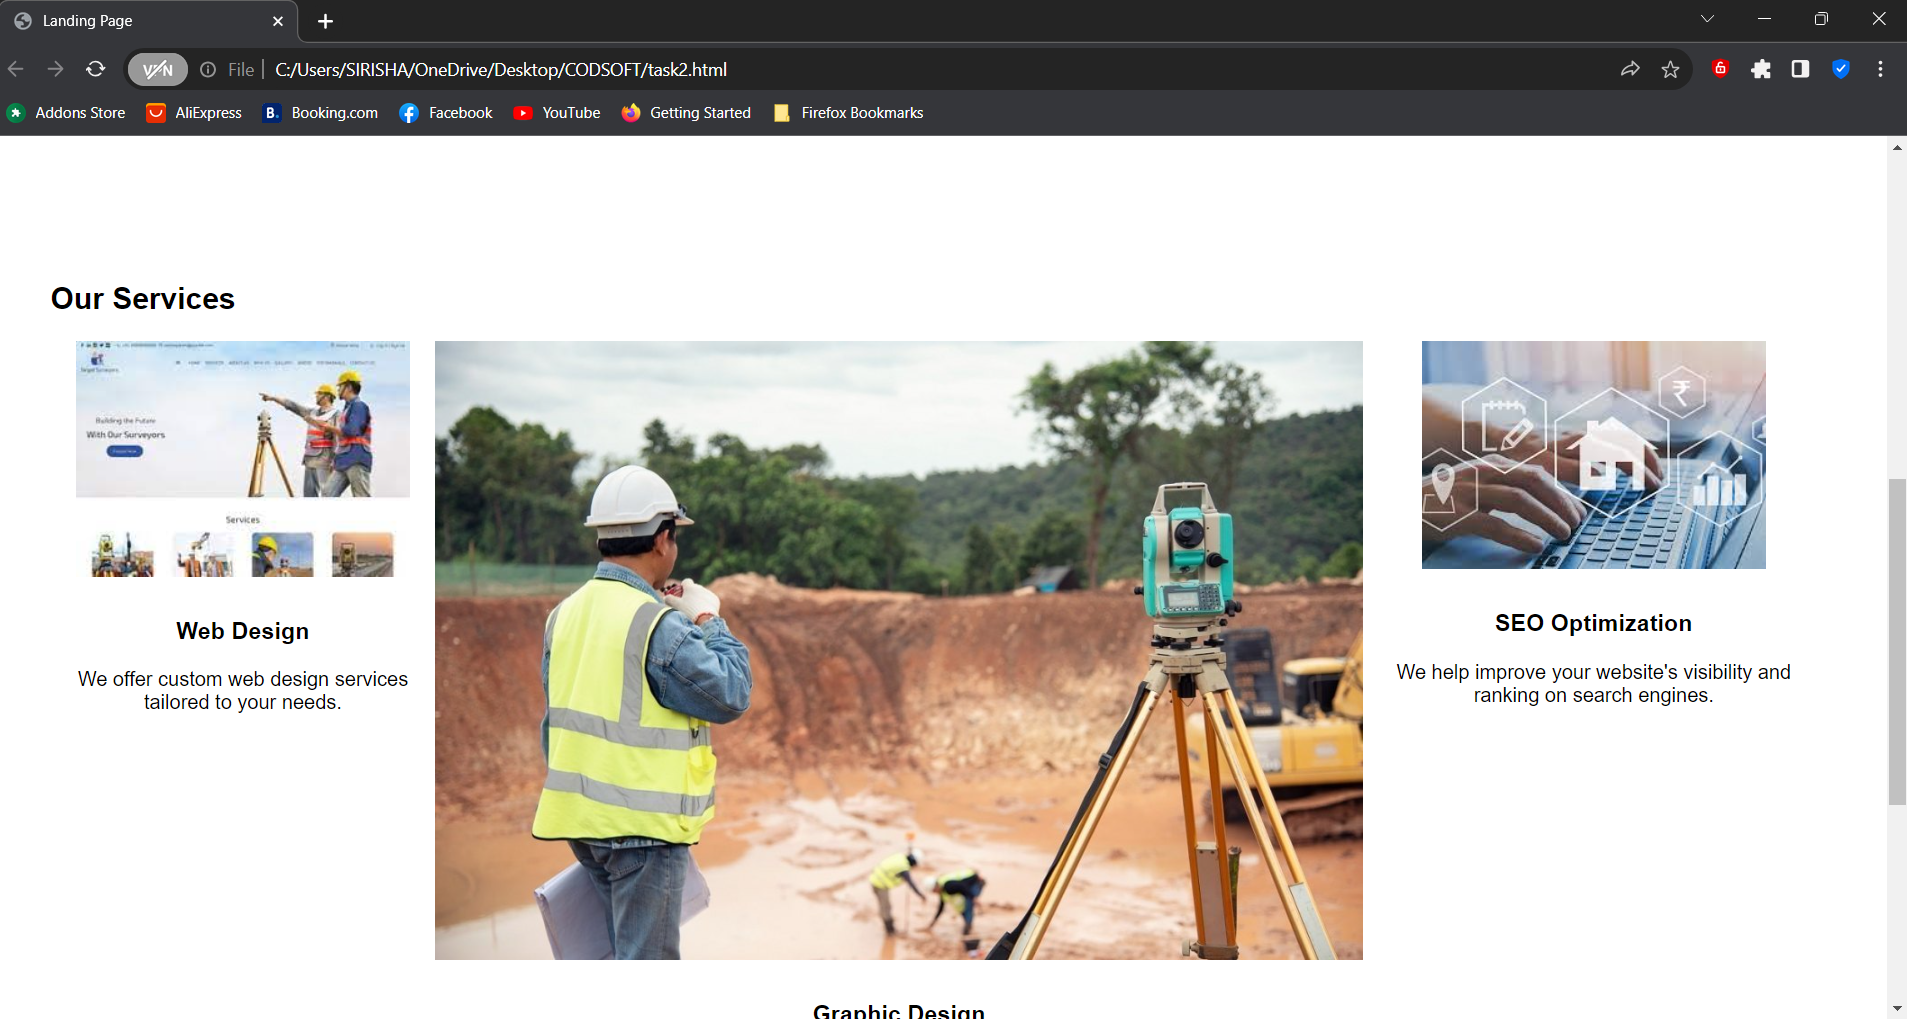 Landing Page
VPN
File
C:/Users/SIRISHA/OneDrive/Desktop/CODSOFT/task2.html
Addons Store
AliExpress
B. Booking.com
Facebook
YouTube
Getting Started
Firefox Bookmarks
Our Services
Building the Future
With Our Surveyors
Services
Web Design
We offer custom web design services
tailored to your needs.
Graphic Design
SEO Optimization
We help improve your website's visibility and
ranking on search engines.